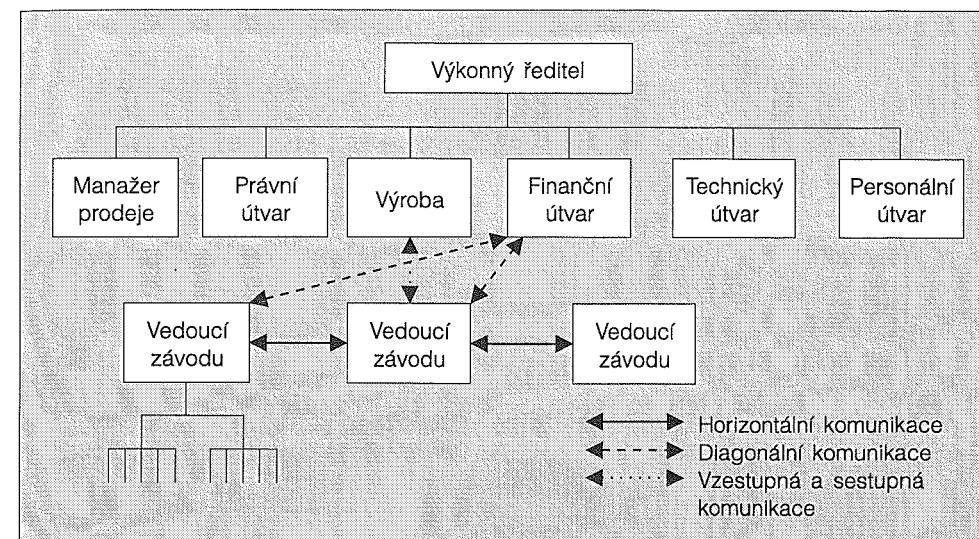 Výkonný ředitel
Manažer
prodeje
Právní
útvar
Výroba
Finanční
útvar
Technický
útvar
Personální
útvar
Vedoucí
závodu
Vedoucí
závodu
Vedoucí
závodu
Horizontální komunikace
Diagonální komunikace
Vzestupná a sestupná
komunikace